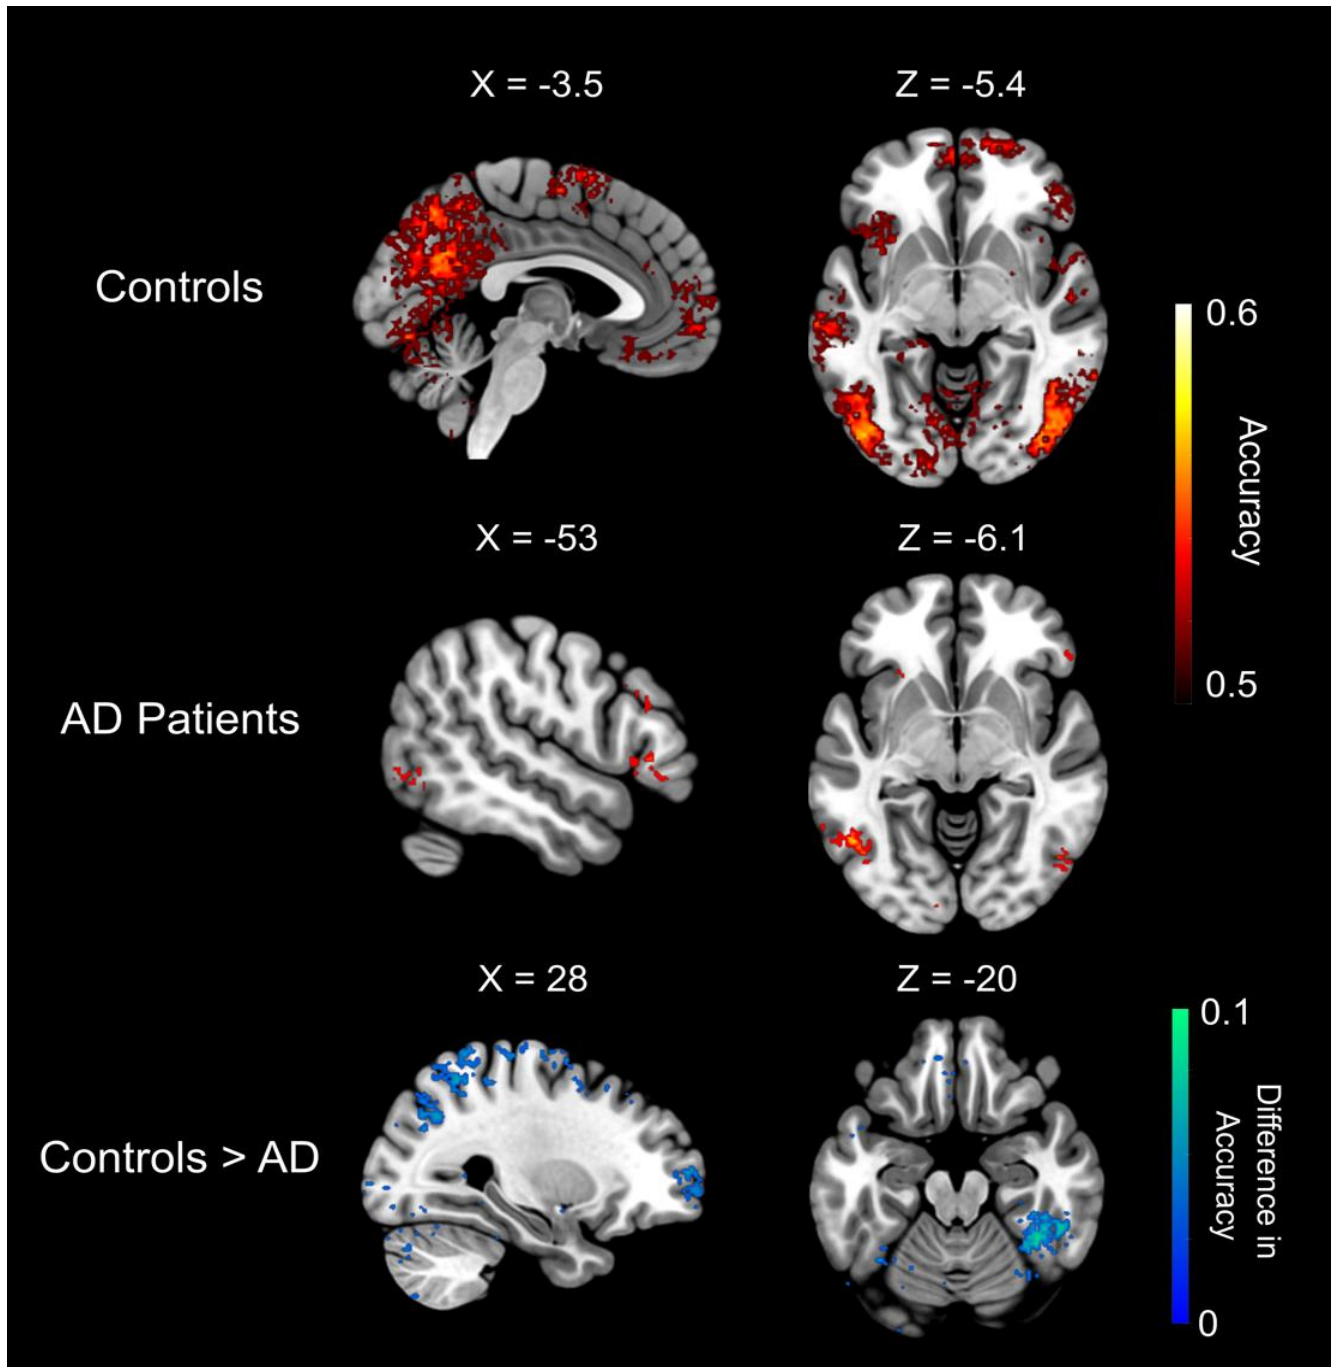 X = -3.5
Z = -5.4
Controls
0.6
Accuracy
0.5
X = -53
Z = -6.1
AD Patients
X = 28
Z = -20
Controls > AD
0.1
Difference in
Accuracy
0